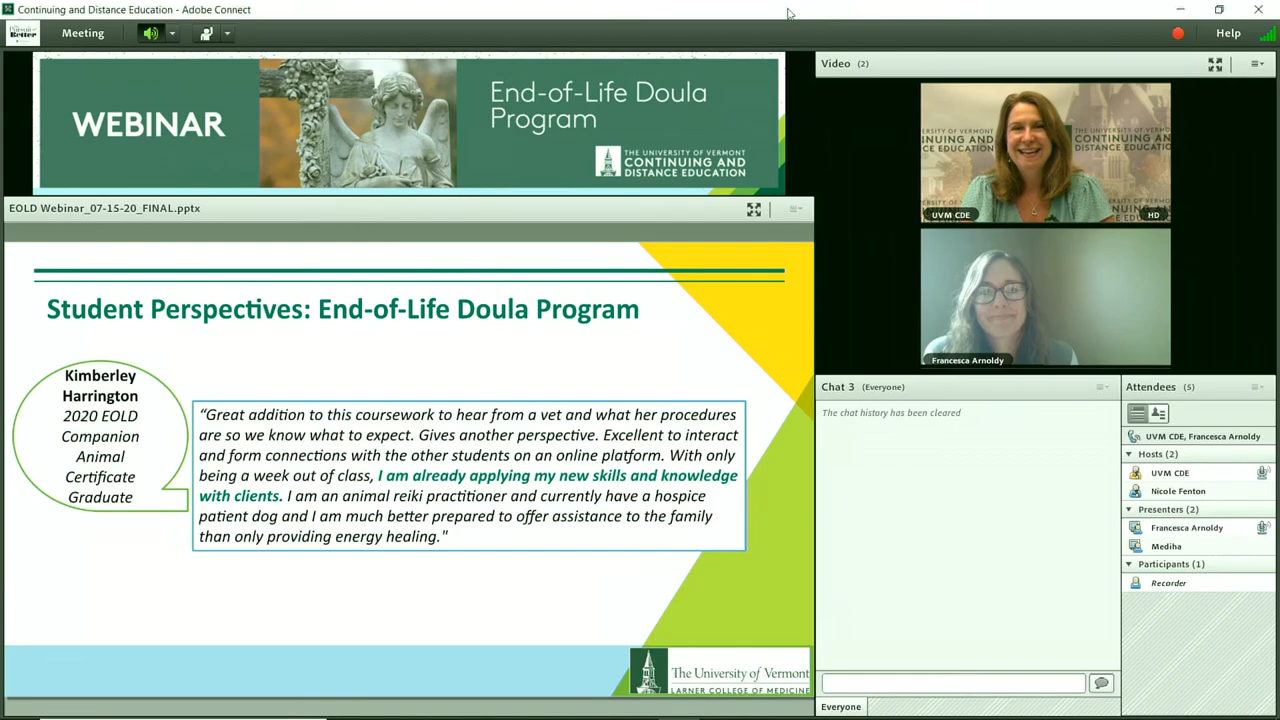 Continuing and Distance Education - Adobe Connect
Pursuit
Better
Meeting
Help
WEBINAR
End-of-Life Doula
Program
THE UNIVERSITY OF VERMONT
CONTINUING AND
DISTANCE EDUCATION
EOLD Webinar_07-15-20_FINAL.pptx
Student Perspectives: End-of-Life Doula Program
Kimberley
Harrington
2020 EOLD
Companion
Animal
Certificate
Graduate
“Great addition to this coursework to hear from a vet and what her procedures
are so we know what to expect. Gives another perspective. Excellent to interact
and form connections with the other students on an online platform. With only
being a week out of class, I am already applying my new skills and knowledge
with clients. I am an animal reiki practitioner and currently have a hospice
patient dog and I am much better prepared to offer assistance to the family
than only providing energy healing."
The University of Vermont
LARNER COLLEGE OF MEDICINE
Video (2)
UVM CDE
HD
Francesca Arnoldy
Chat 3 (Everyone)
The chat history has been cleared
Everyone
Attendees (5)
UVM CDE, Francesca Arnoldy
Hosts (2)
UVM CDE
Nicole Fenton
Presenters (2)
Francesca Arnoldy
Mediha
Participants (1)
Recorder